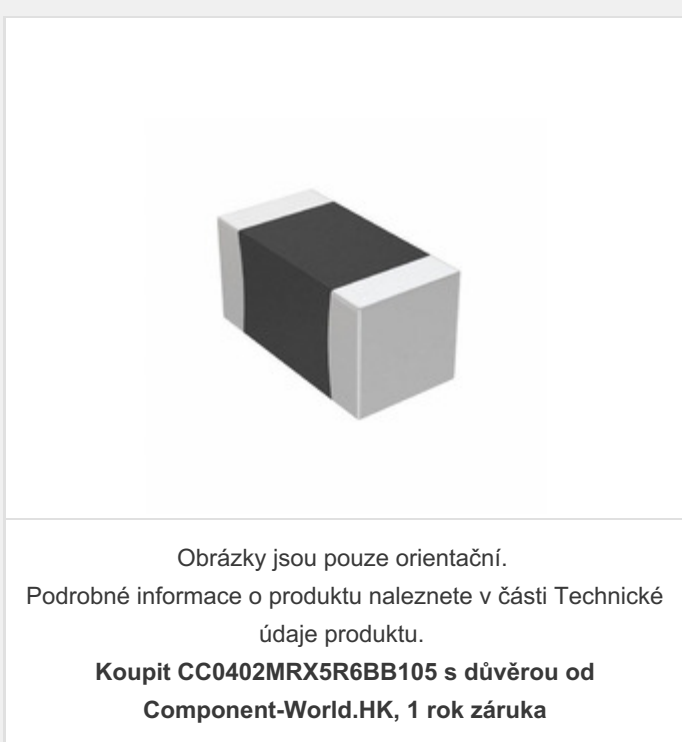 Obrázky jsou pouze orientační.
Podrobné informace o produktu naleznete v části Technické
údaje produktu.
Koupit CC0402MRX5R6BB105 s důvěrou od
Component-World.HK, 1 rok záruka